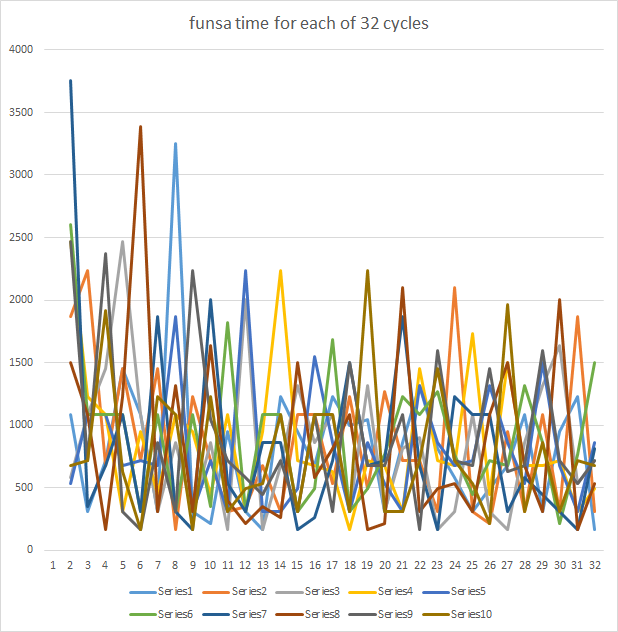 funsa time for each of 32 cycles
4000
3500
3000
2500
2000
1500
1000
500
0
1 2 3 4 5 6 7 8 9 10 11 12 13 14 15 16 17 18 19 20 21 22 23 24 25 26 27 28 29 30 31 32
Series1 Series2 Series3 Series4 Series5
Series6 Series7 Series8 Series9 Series10